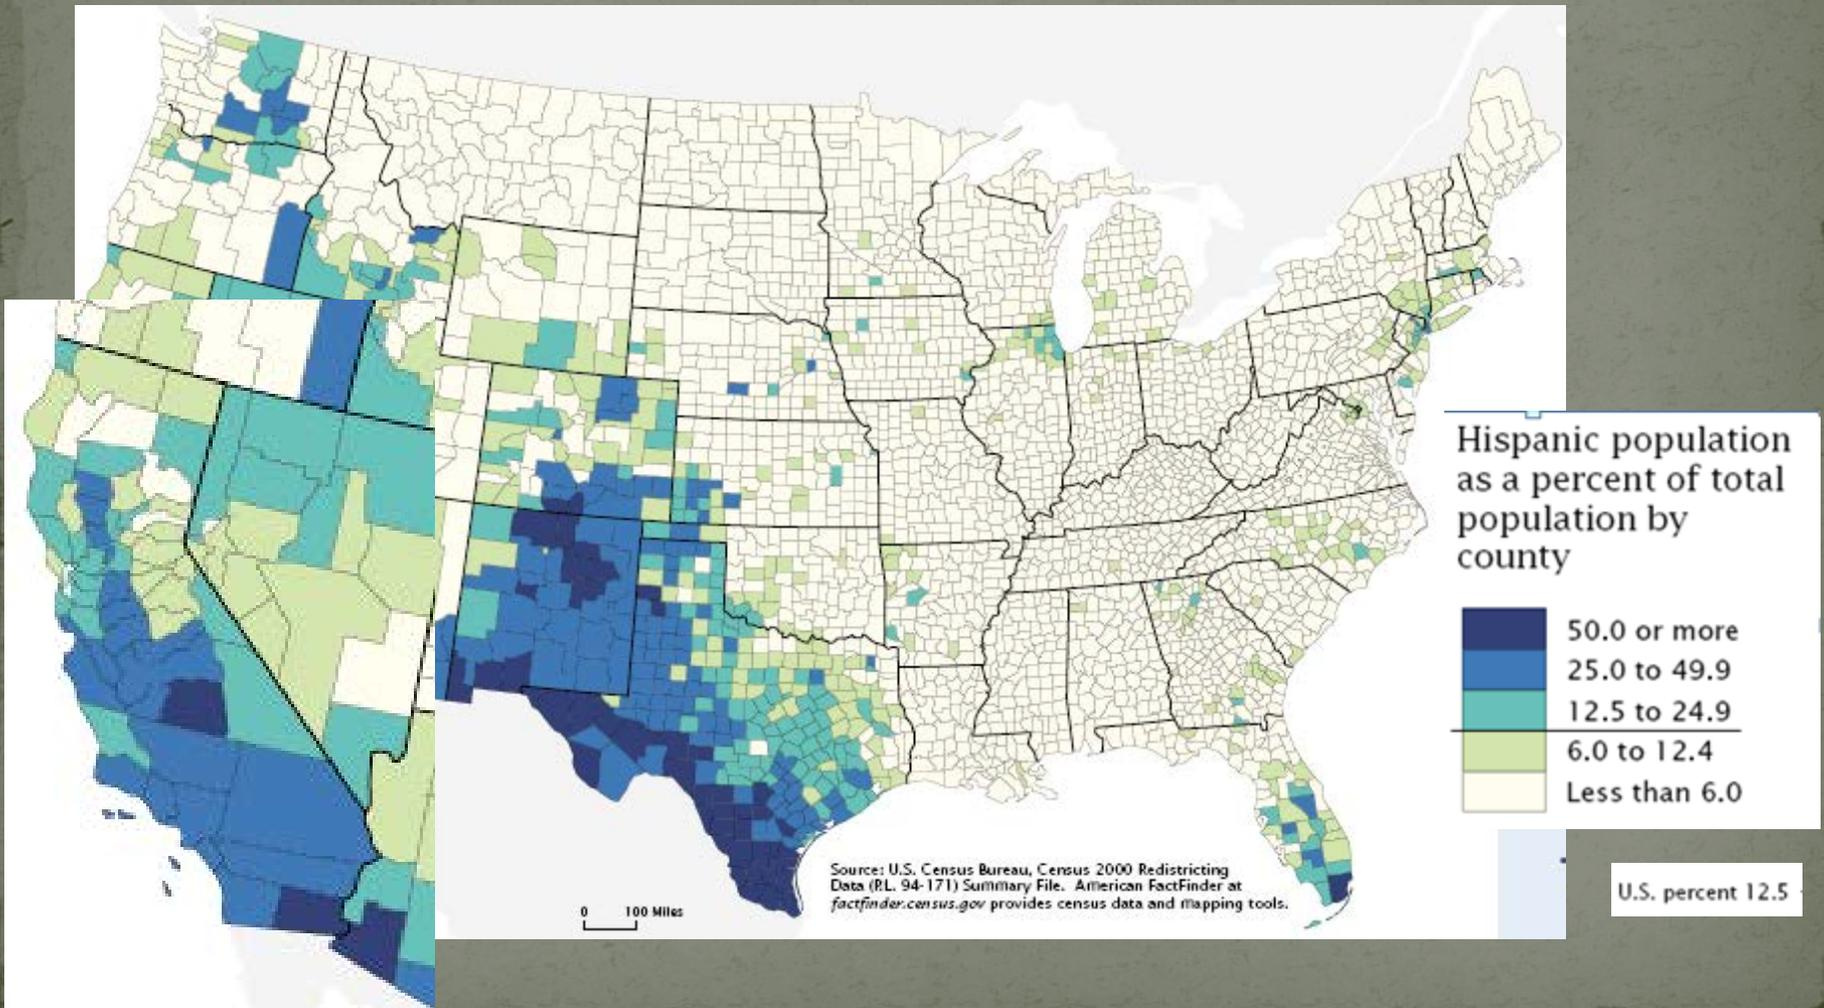 Hispanic population
as a percent of total
population by
county
50.0 or more
25.0 to 49.9
12.5 to 24.9
6.0 to 12.4
Less than 6.0
U.S. percent 12.5
Source: U.S. Census Bureau, Census 2000 Redistricting
Data (P.L. 94-171) Summary File. American FactFinder at
factfinder.census.gov provides census data and mapping tools.
0 100 Miles